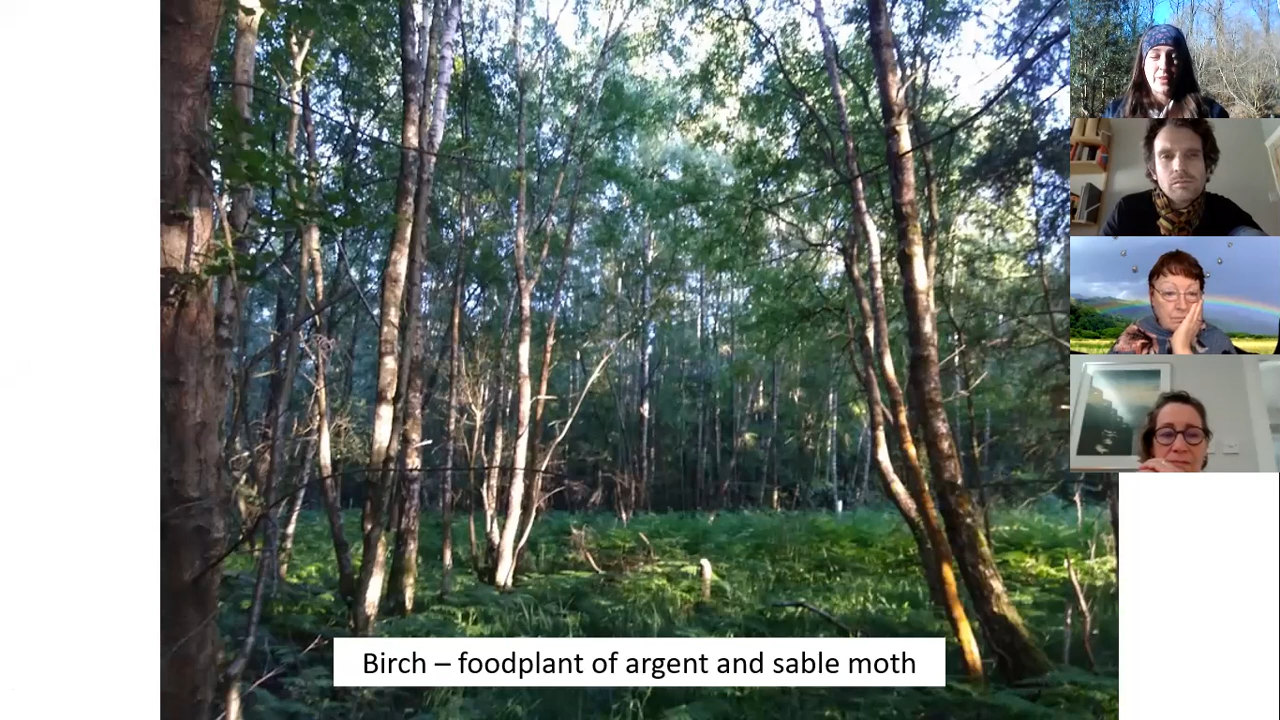 Birch – foodplant of argent and sable moth